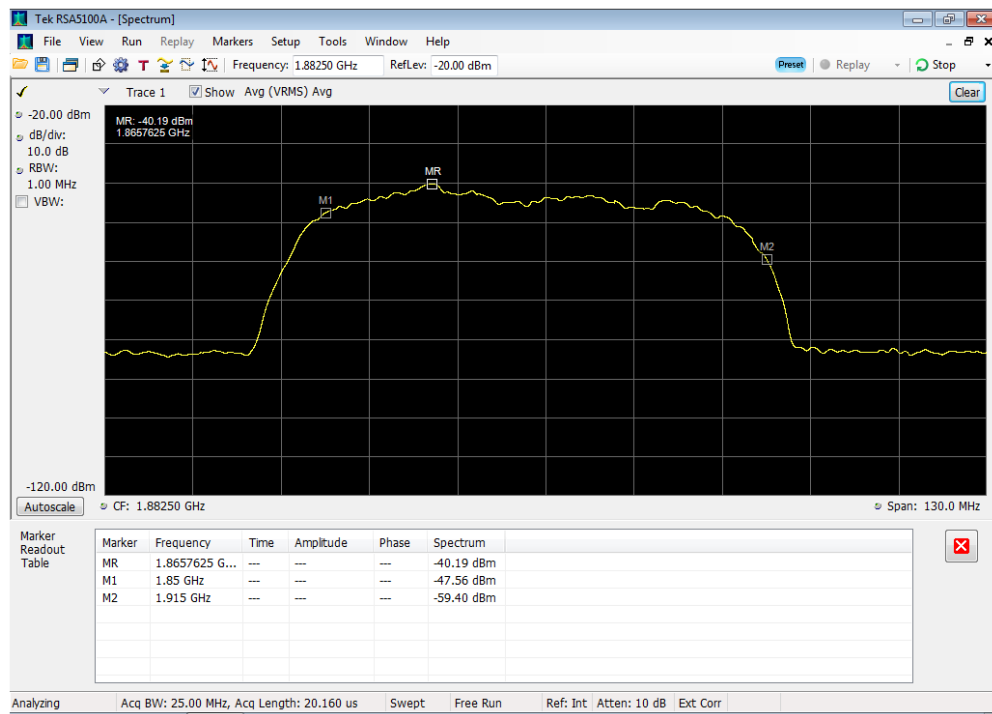 Tek RSA5100A - [Spectrum]
File View Run Replay Markers Setup Tools Window Help
T Frequency: 1.88250 GHz RefLev: -20.00 dBm Preset Replay Stop
Trace 1 Show Avg (VRMS) Avg Clear
-20.00 dBm
dB/div:
10.0 dB
RBW:
1.00 MHz
VBW:
MR: -40.19 dBm
1.8657625 GHz
MR
M1
M2
-120.00 dBm
Autoscale CF: 1.88250 GHz Span: 130.0 MHz
Marker
Readout
Table
Marker Frequency Time Amplitude Phase Spectrum
MR 1.8657625 G... --- --- --- -40.19 dBm
M1 1.85 GHz --- --- --- -47.56 dBm
M2 1.915 GHz --- --- --- -59.40 dBm
Analyzing Acq BW: 25.00 MHz, Acq Length: 20.160 us Swept Free Run Ref: Int Atten: 10 dB Ext Corr